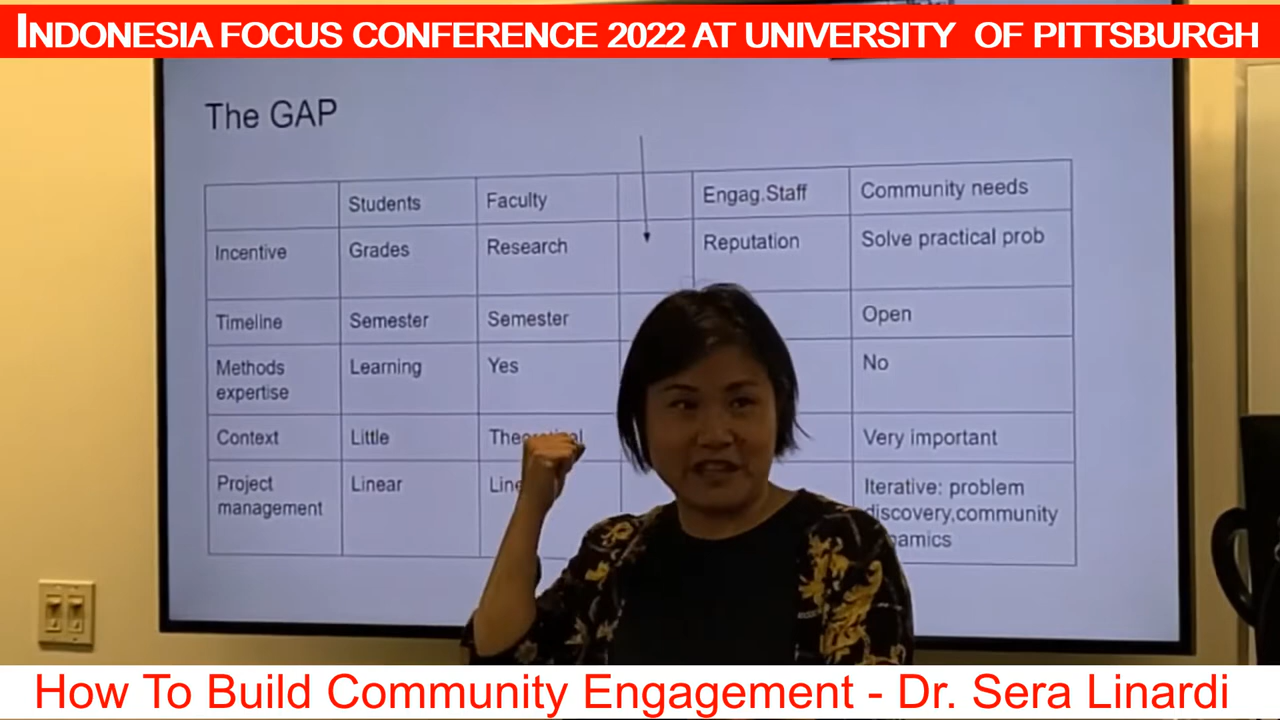 INDONESIA FOCUS CONFERENCE 2022 AT UNIVERSITY OF PITTSBURGH
The GAP
Students Faculty Engag.Staff Community needs
Incentive Grades Research Reputation Solve practical prob
Timeline Semester Semester Open
Methods expertise Learning Yes No
Context Little Very important
Project management Linear Iterative: problem
discovery,community
How To Build Community Engagement - Dr. Sera Linardi